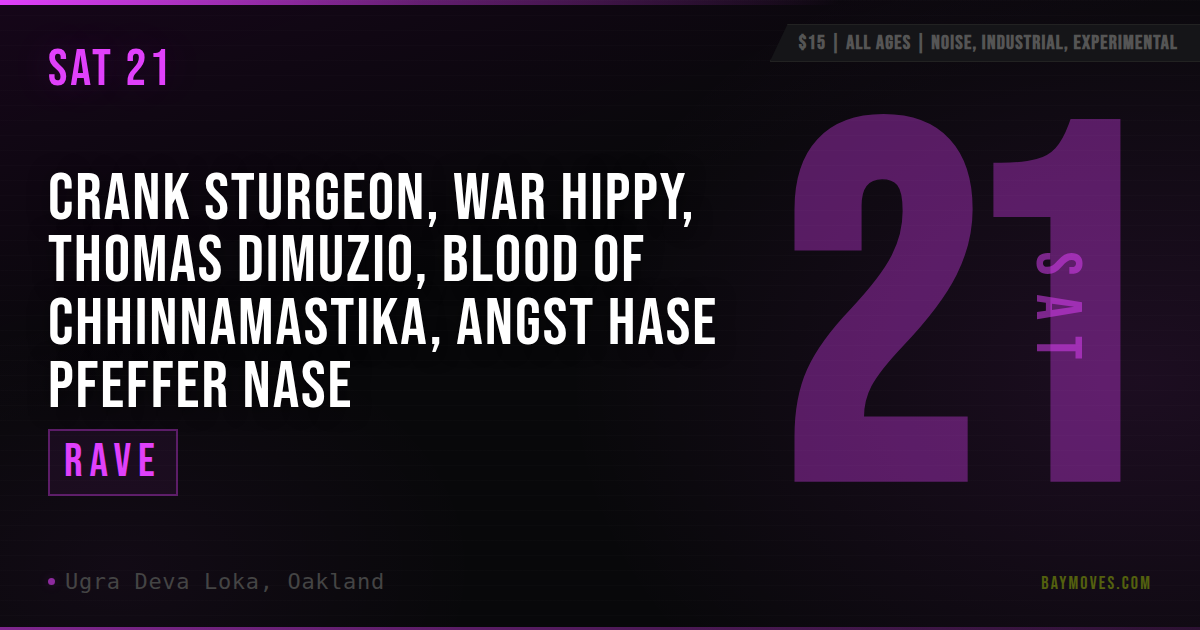 SAT 21
$15 | ALL AGES | NOISE, INDUSTRIAL, EXPERIMENTAL
21
SAT
CRANK STURGEON, WAR HIPPY,
THOMAS DIMUZIO, BLOOD OF
CHHINNAMASTIKA, ANGST HASE
PFEFFER NASE
RAVE
Ugra Deva Loka, Oakland
BAYMOVES.COM